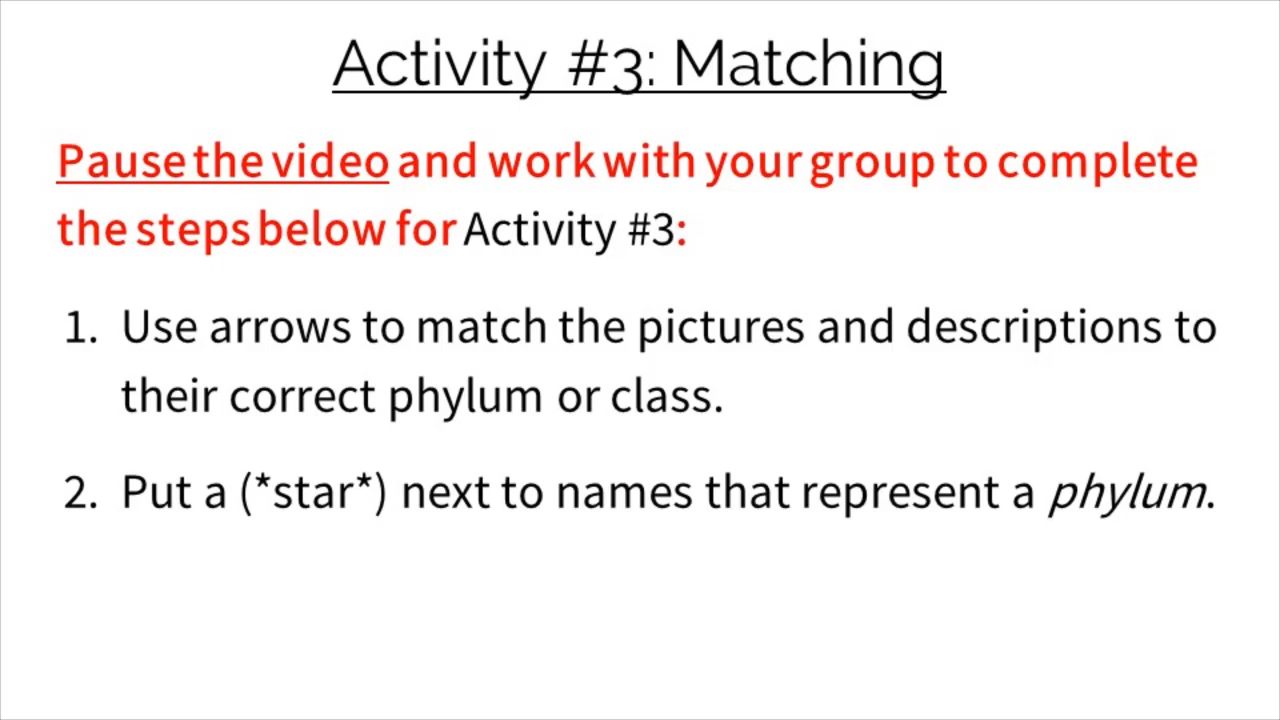 Activity #3: Matching
Pause the video and work with your group to complete
the steps below for Activity #3:
1. Use arrows to match the pictures and descriptions to
their correct phylum or class.
2. Put a (*star*) next to names that represent a phylum.